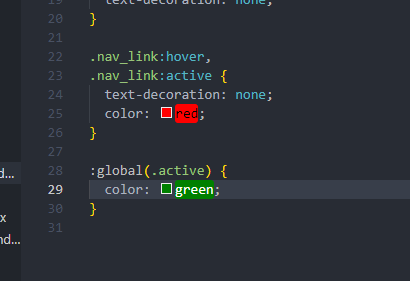 19 text-decoration: none;
20 }
21
22 .nav_link:hover,
23 .nav_link:active {
24 text-decoration: none;
25 color: red;
26 }
27
28 :global(.active) {
d... 29 color: green;
30 }
x 31
nd...